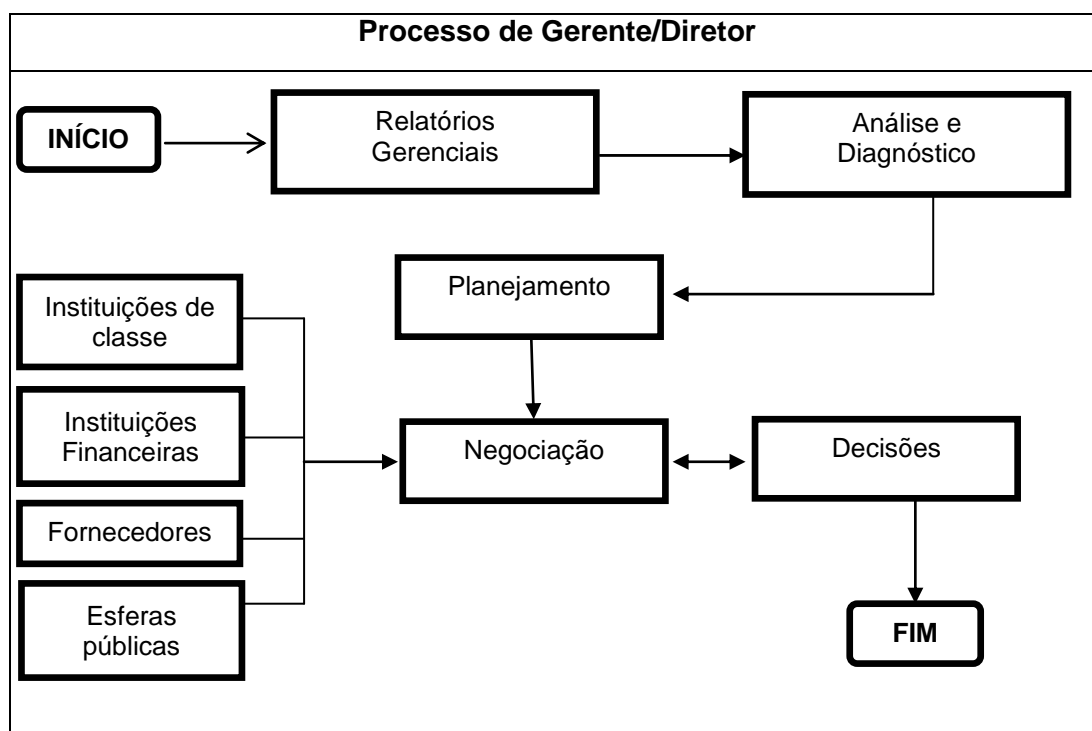 Processo de Gerente/Diretor
INÍCIO
Relatórios
Gerenciais
Análise e
Diagnóstico
Planejamento
Instituições de
classe
Instituições
Financeiras
Fornecedores
Esferas
públicas
Negociação
Decisões
FIM